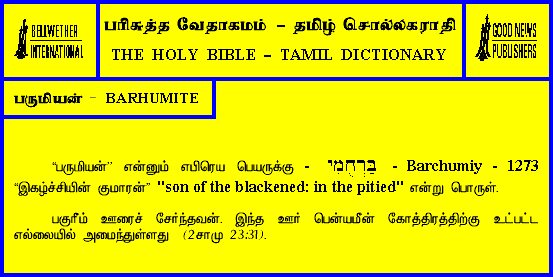 BELLWETHER
INTERNATIONAL
பரிசுத்த வேதாகமம் – தமிழ் சொல்லகராதி
THE HOLY BIBLE – TAMIL DICTIONARY
GOOD NEWS
PUBLISHERS
பருமியன் - BARHUMITE
“பருமியன்” என்னும் எபிரெய பெயருக்கு - בַּרְחֻמִי - Barchumiy - 1273
“இகழ்ச்சியின் குமாரன்” "son of the blackened: in the pitied" என்று பொருள்.
பகுரீம் ஊரைச் சேர்ந்தவன். இந்த ஊர் பென்யமீன் கோத்திரத்திற்கு உட்பட்ட
எல்லையில் அமைந்துள்ளது (2சாமு 23:31).